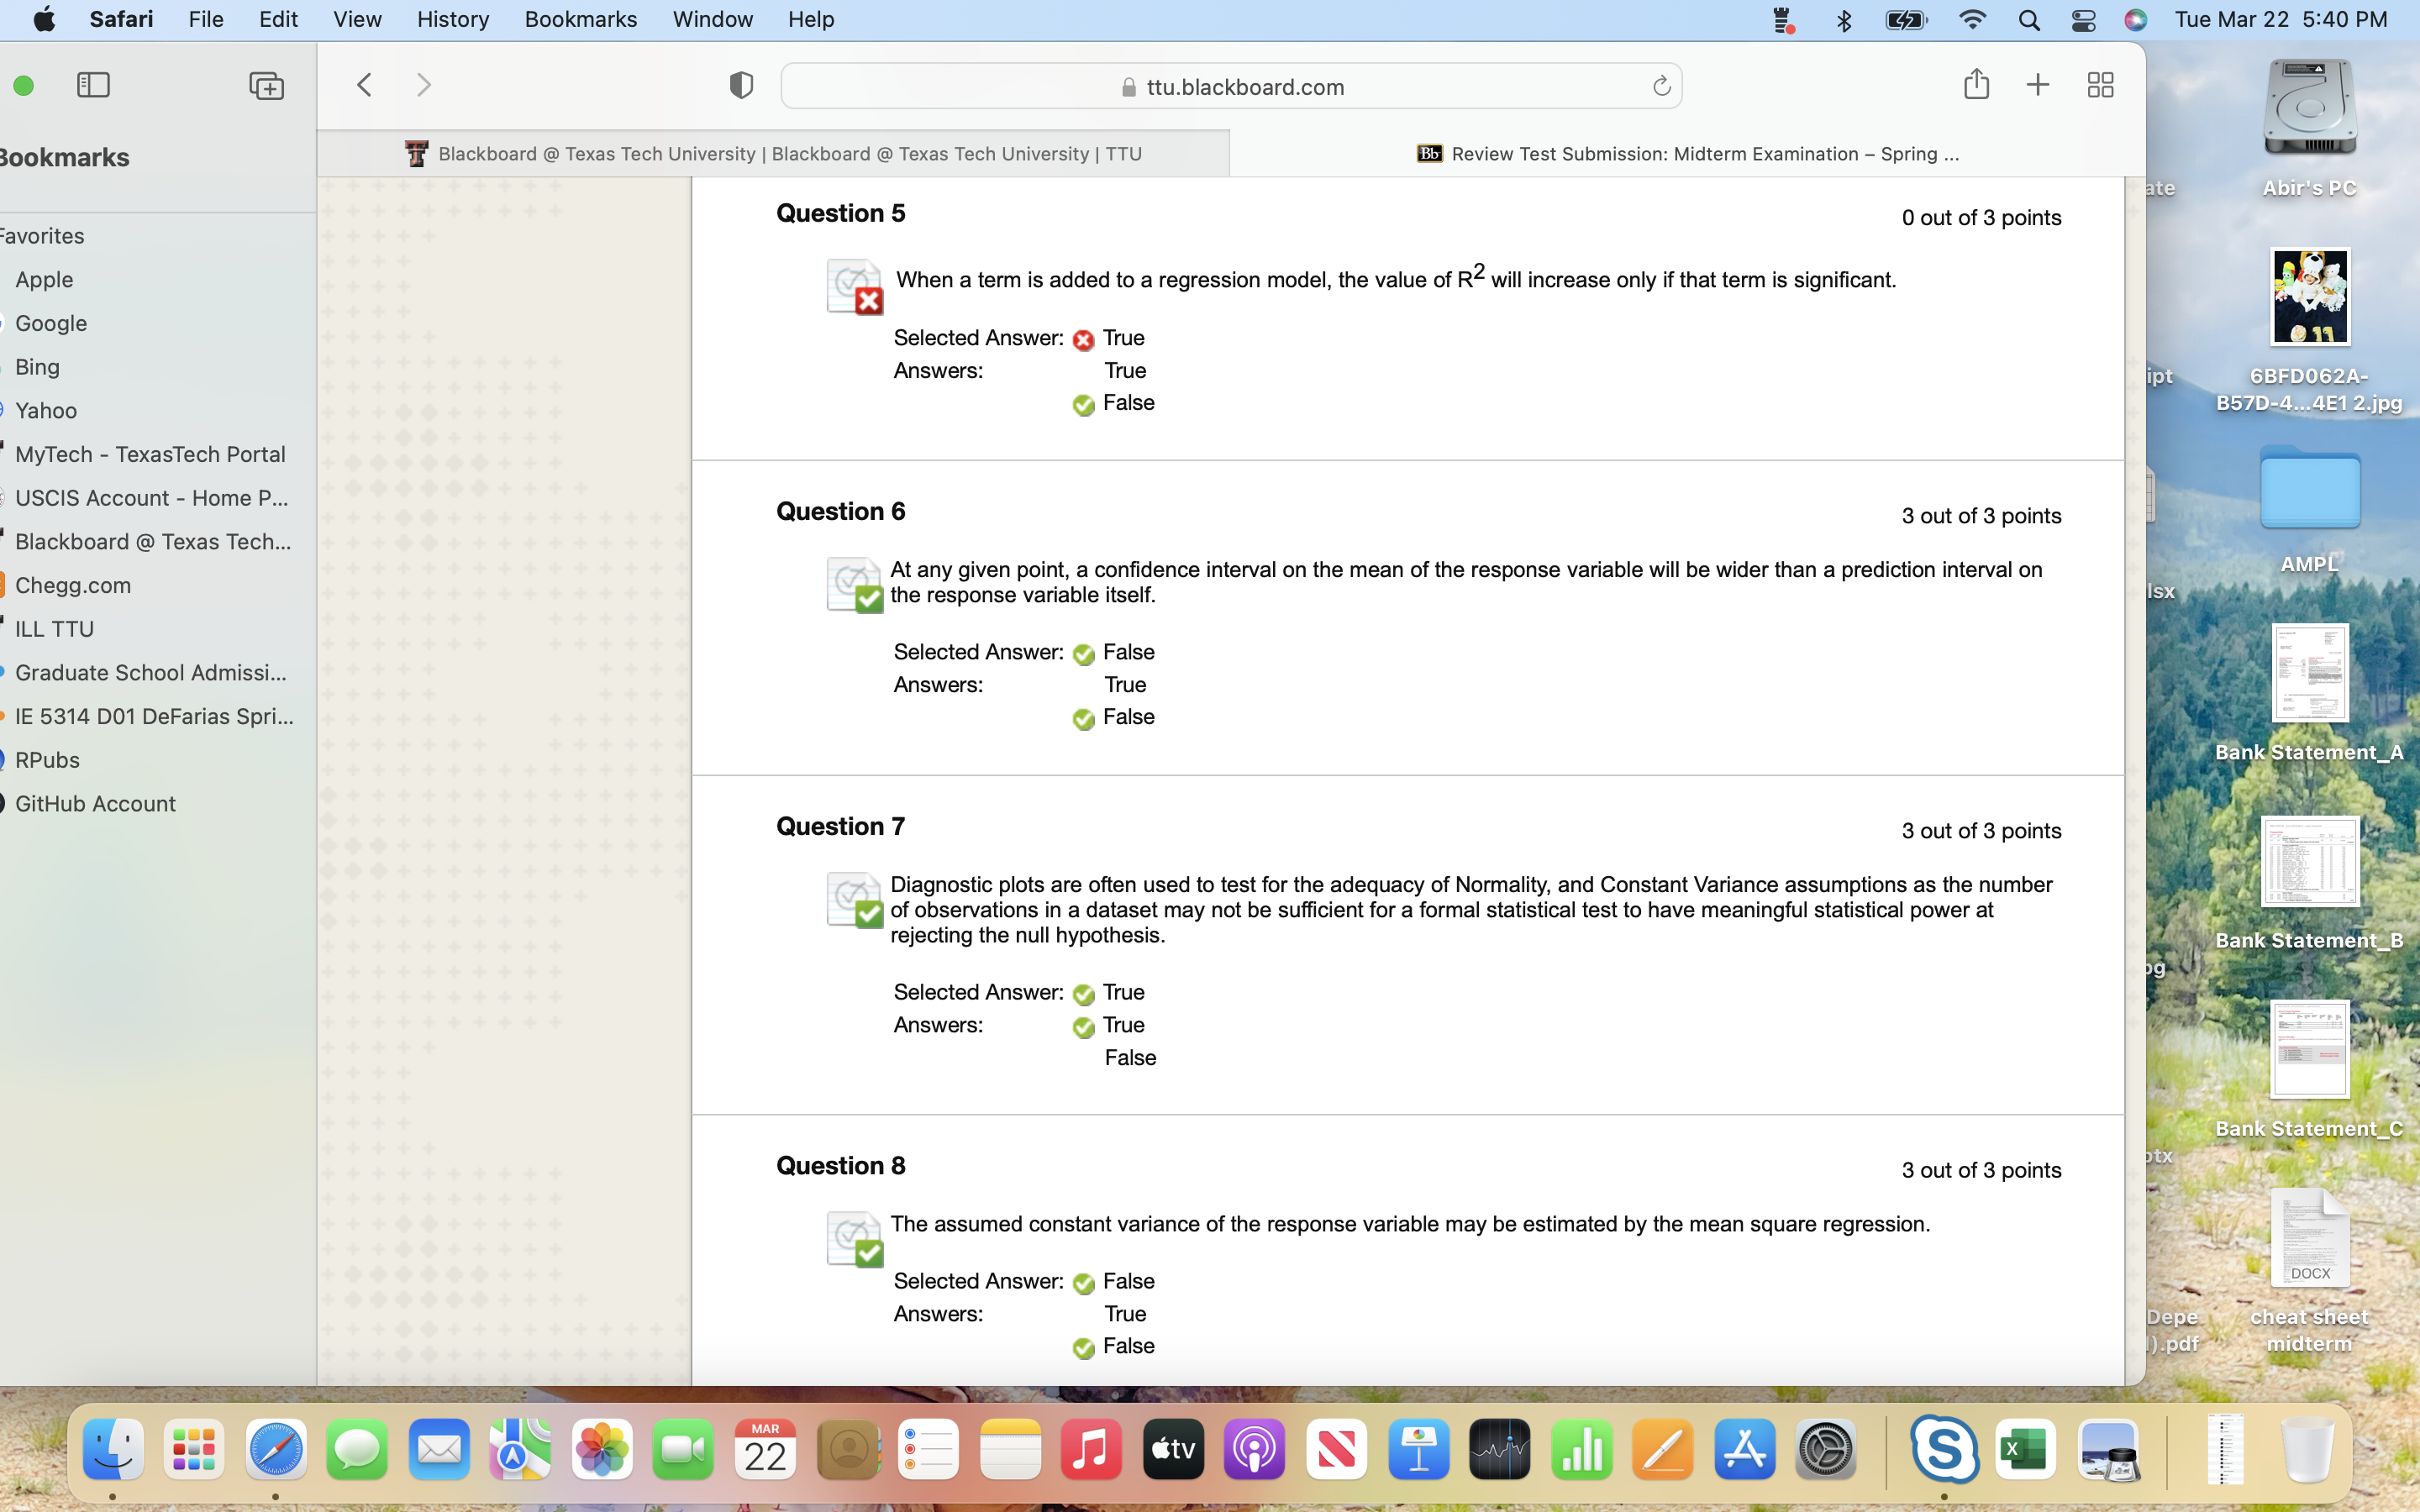 Safari File Edit View History Bookmarks Window Help Tue Mar 22 5:40 PM
ttu.blackboard.com
Blackboard @ Texas Tech University | Blackboard @ Texas Tech University | TTU
Bb Review Test Submission: Midterm Examination – Spring ...
Bookmarks
Favorites
Apple
Google
Bing
Yahoo
MyTech - TexasTech Portal
USCIS Account - Home P...
Blackboard @ Texas Tech...
Chegg.com
ILL TTU
Graduate School Admissi...
IE 5314 D01 DeFarias Spri...
RPubs
GitHub Account
Question 5
0 out of 3 points
When a term is added to a regression model, the value of R2 will increase only if that term is significant.
Selected Answer: True
Answers: True
False
Question 6
3 out of 3 points
At any given point, a confidence interval on the mean of the response variable will be wider than a prediction interval on
the response variable itself.
Selected Answer: False
Answers: True
False
Question 7
3 out of 3 points
Diagnostic plots are often used to test for the adequacy of Normality, and Constant Variance assumptions as the number
of observations in a dataset may not be sufficient for a formal statistical test to have meaningful statistical power at
rejecting the null hypothesis.
Selected Answer: True
Answers: True
False
Question 8
3 out of 3 points
The assumed constant variance of the response variable may be estimated by the mean square regression.
Selected Answer: False
Answers: True
False
Abir's PC
6BFD062A-
B57D-4...4E1 2.jpg
AMPL
Bank Statement_A
Bank Statement_B
Bank Statement_C
DOCX
cheat sheet
midterm
ate
ipt
lsx
pg
otx
Depe
).pdf
MAR
22
tv